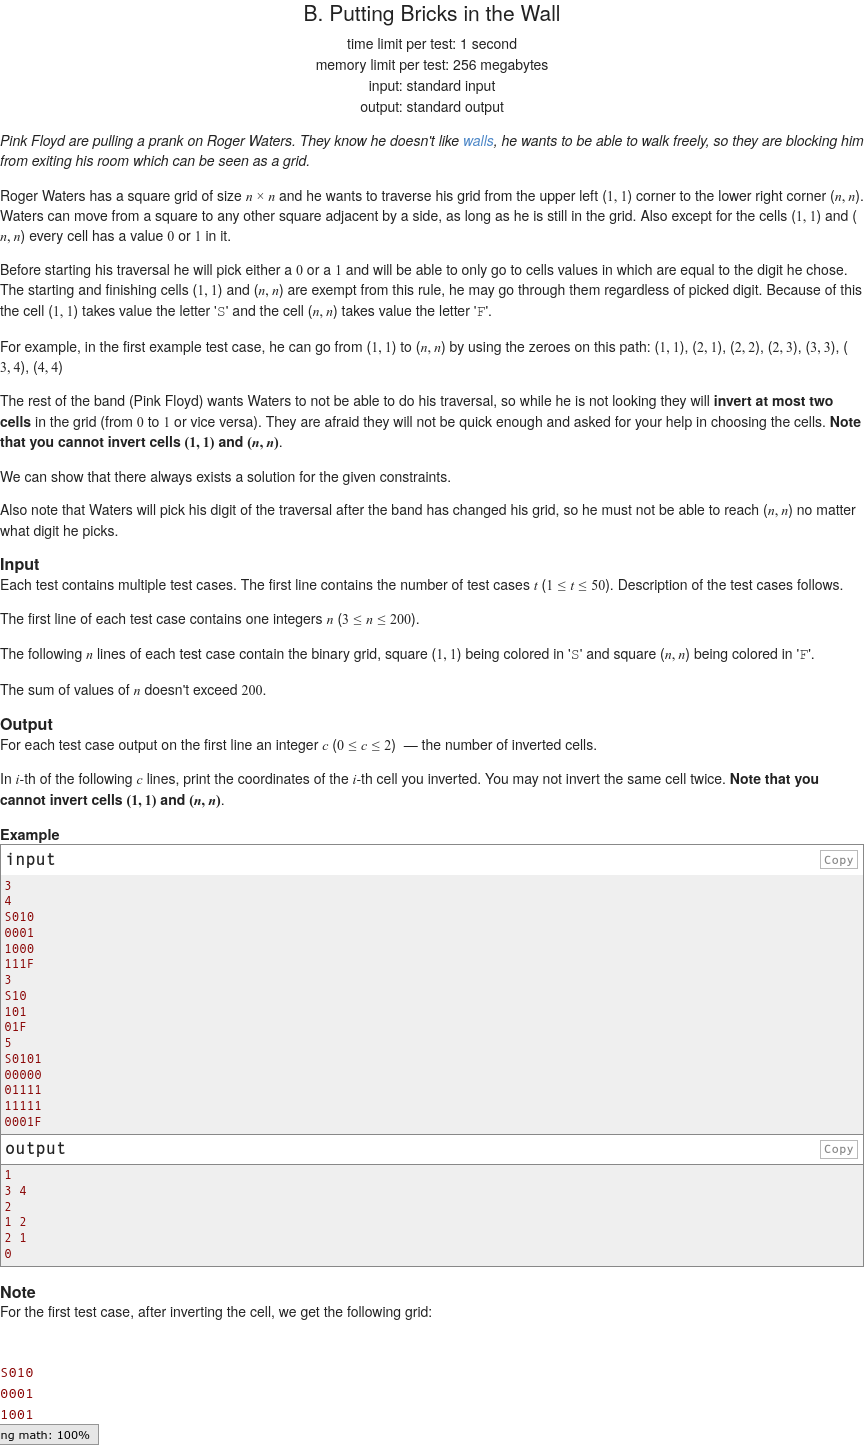 B. Putting Bricks in the Wall
time limit per test: 1 second
memory limit per test: 256 megabytes
input: standard input
output: standard output
Pink Floyd are pulling a prank on Roger Waters. They know he doesn't like walls, he wants to be able to walk freely, so they are blocking him
from exiting his room which can be seen as a grid.
Roger Waters has a square grid of size n × n and he wants to traverse his grid from the upper left (1, 1) corner to the lower right corner (n, n).
Waters can move from a square to any other square adjacent by a side, as long as he is still in the grid. Also except for the cells (1, 1) and (
n, n) every cell has a value 0 or 1 in it.
Before starting his traversal he will pick either a 0 or a 1 and will be able to only go to cells values in which are equal to the digit he chose.
The starting and finishing cells (1, 1) and (n, n) are exempt from this rule, he may go through them regardless of picked digit. Because of this
the cell (1, 1) takes value the letter 'S' and the cell (n, n) takes value the letter 'F'.
For example, in the first example test case, he can go from (1, 1) to (n, n) by using the zeroes on this path: (1, 1), (2, 1), (2, 2), (2, 3), (3, 3), (
3, 4), (4, 4)
The rest of the band (Pink Floyd) wants Waters to not be able to do his traversal, so while he is not looking they will invert at most two
cells in the grid (from 0 to 1 or vice versa). They are afraid they will not be quick enough and asked for your help in choosing the cells. Note
that you cannot invert cells (1, 1) and (n, n).
We can show that there always exists a solution for the given constraints.
Also note that Waters will pick his digit of the traversal after the band has changed his grid, so he must not be able to reach (n, n) no matter
what digit he picks.
Input
Each test contains multiple test cases. The first line contains the number of test cases t (1 ≤ t ≤ 50). Description of the test cases follows.
The first line of each test case contains one integers n (3 ≤ n ≤ 200).
The following n lines of each test case contain the binary grid, square (1, 1) being colored in 'S' and square (n, n) being colored in 'F'.
The sum of values of n doesn't exceed 200.
Output
For each test case output on the first line an integer c (0 ≤ c ≤ 2) — the number of inverted cells.
In i-th of the following c lines, print the coordinates of the i-th cell you inverted. You may not invert the same cell twice. Note that you
cannot invert cells (1, 1) and (n, n).
Example
input
Copy
3
4
S010
0001
1000
111F
3
S10
101
01F
5
S0101
00000
01111
11111
0001F
output
Copy
1
3 4
2
1 2
2 1
0
Note
For the first test case, after inverting the cell, we get the following grid:
S010
0001
1001
ng math: 100%